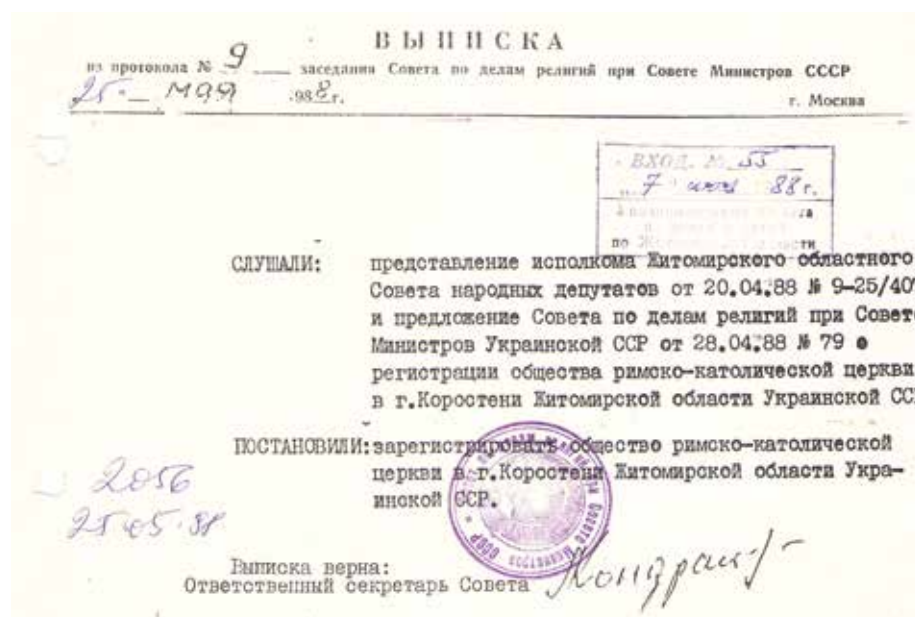 ВЫПИСКА
из протокола № 9 заседания Совета по делам религий при Совете Министров СССР
25 мая 1988 г. г. Москва
ВХОД. № 55
7 88 г.
по
СЛУШАЛИ: представление исполкома Житомирского областного
Совета народных депутатов от 20.04.88 № 9-25/40
и предложение Совета по делам религий при Совет
Министров Украинской ССР от 28.04.88 № 79 о
регистрации общества римско-католической церкви
в г.Коростени Житомирской области Украинской СС
ПОСТАНОВИЛИ: зарегистрировать общество римско-католической
церкви в г.Коростени Житомирской области Укра-
инской ССР.
2056
25.05.88
Выписка верна:
Ответственный секретарь Совета